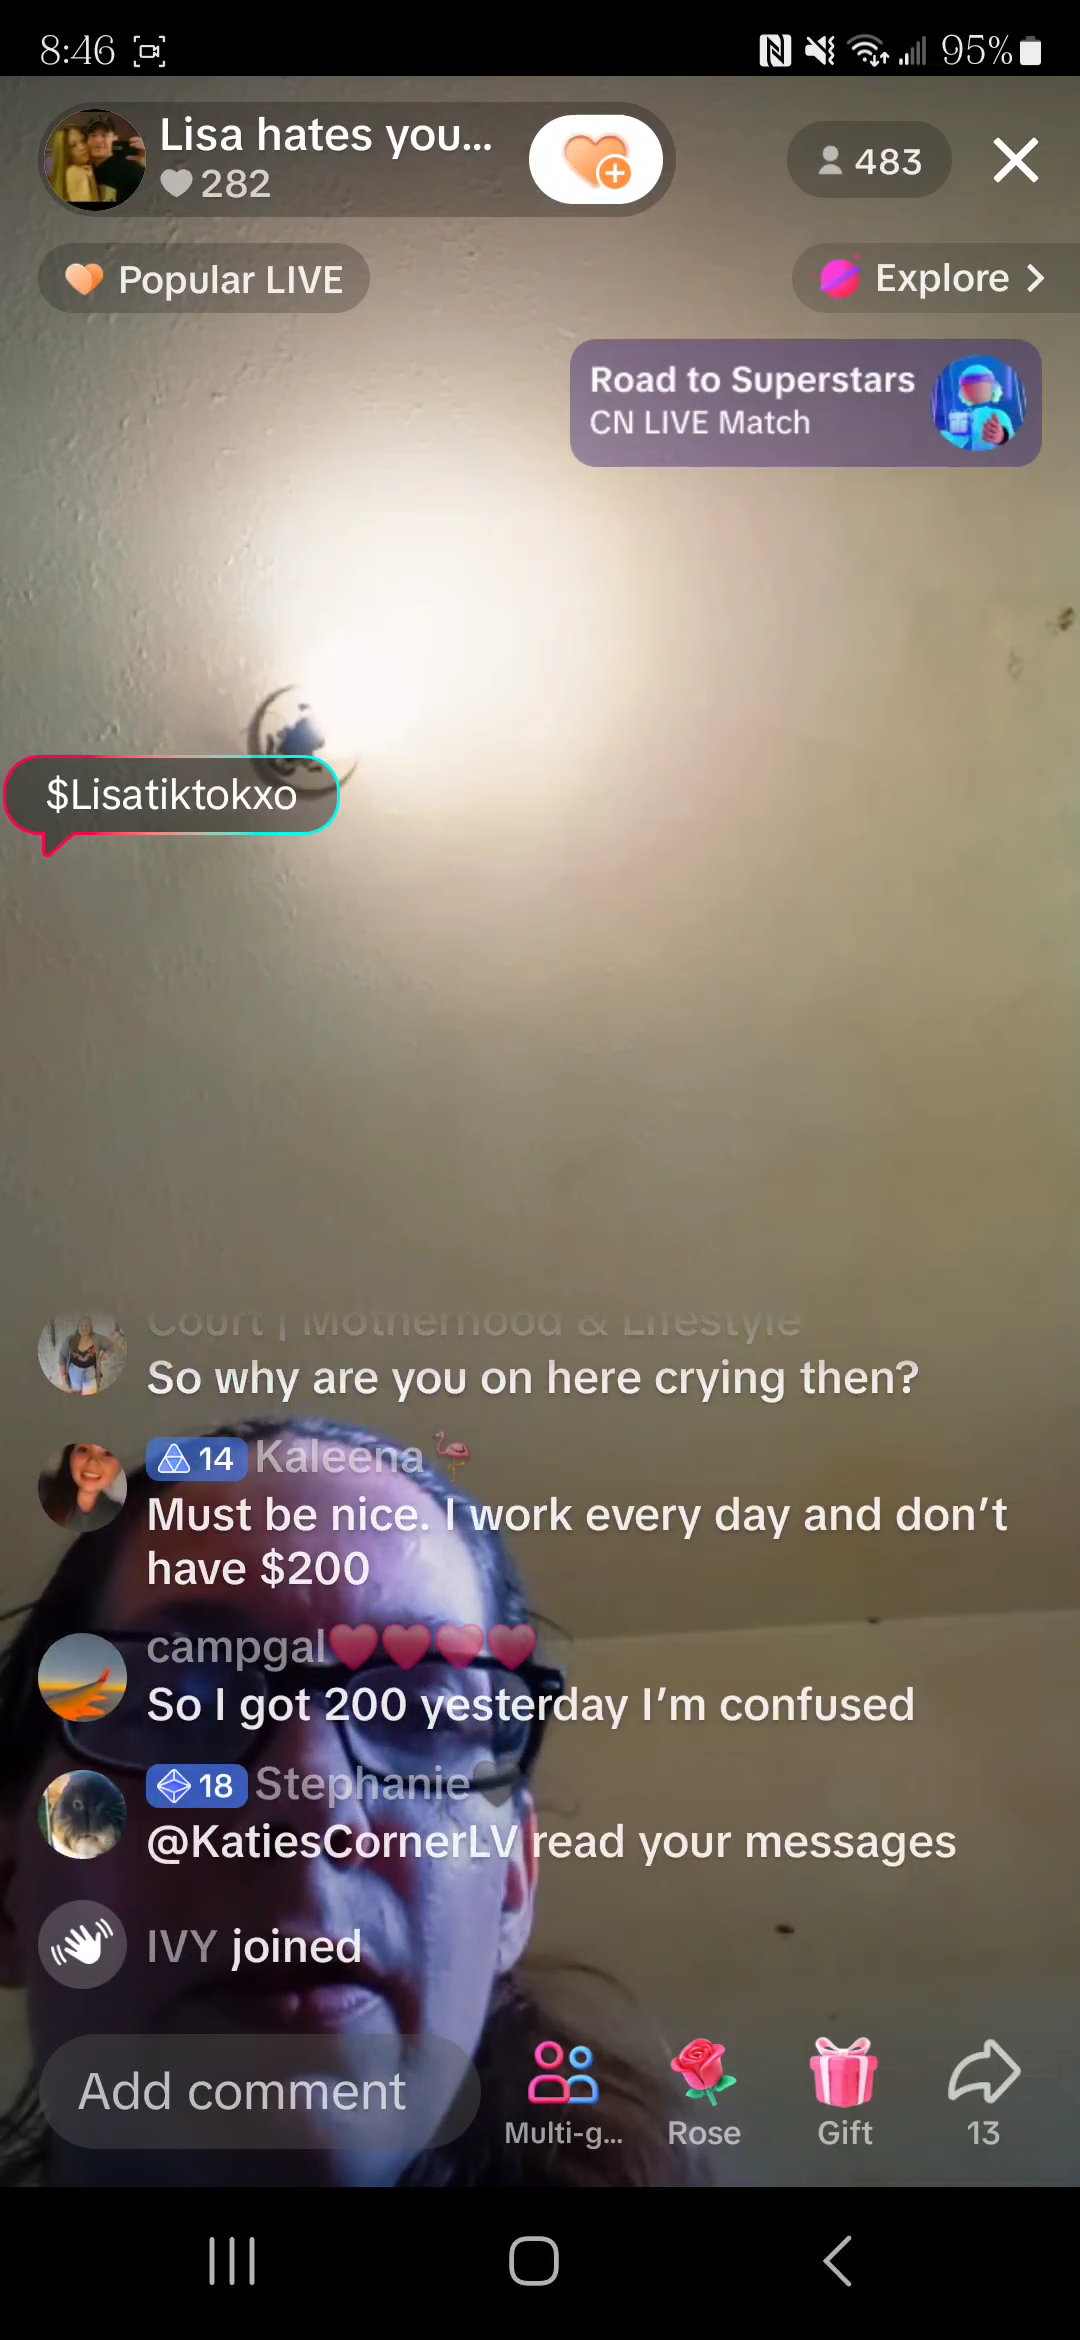 8:46
95%
Lisa hates you...
282
483
Popular LIVE
Explore
Road to Superstars
CN LIVE Match
$Lisatiktokxo
Court | Motherhood & Lifestyle
So why are you on here crying then?
14 Kaleena
Must be nice. I work every day and don't
have $200
campgal
So I got 200 yesterday I'm confused
18 Stephanie
@KatiesCornerLV read your messages
IVY joined
Add comment
Multi-g...
Rose
Gift
13